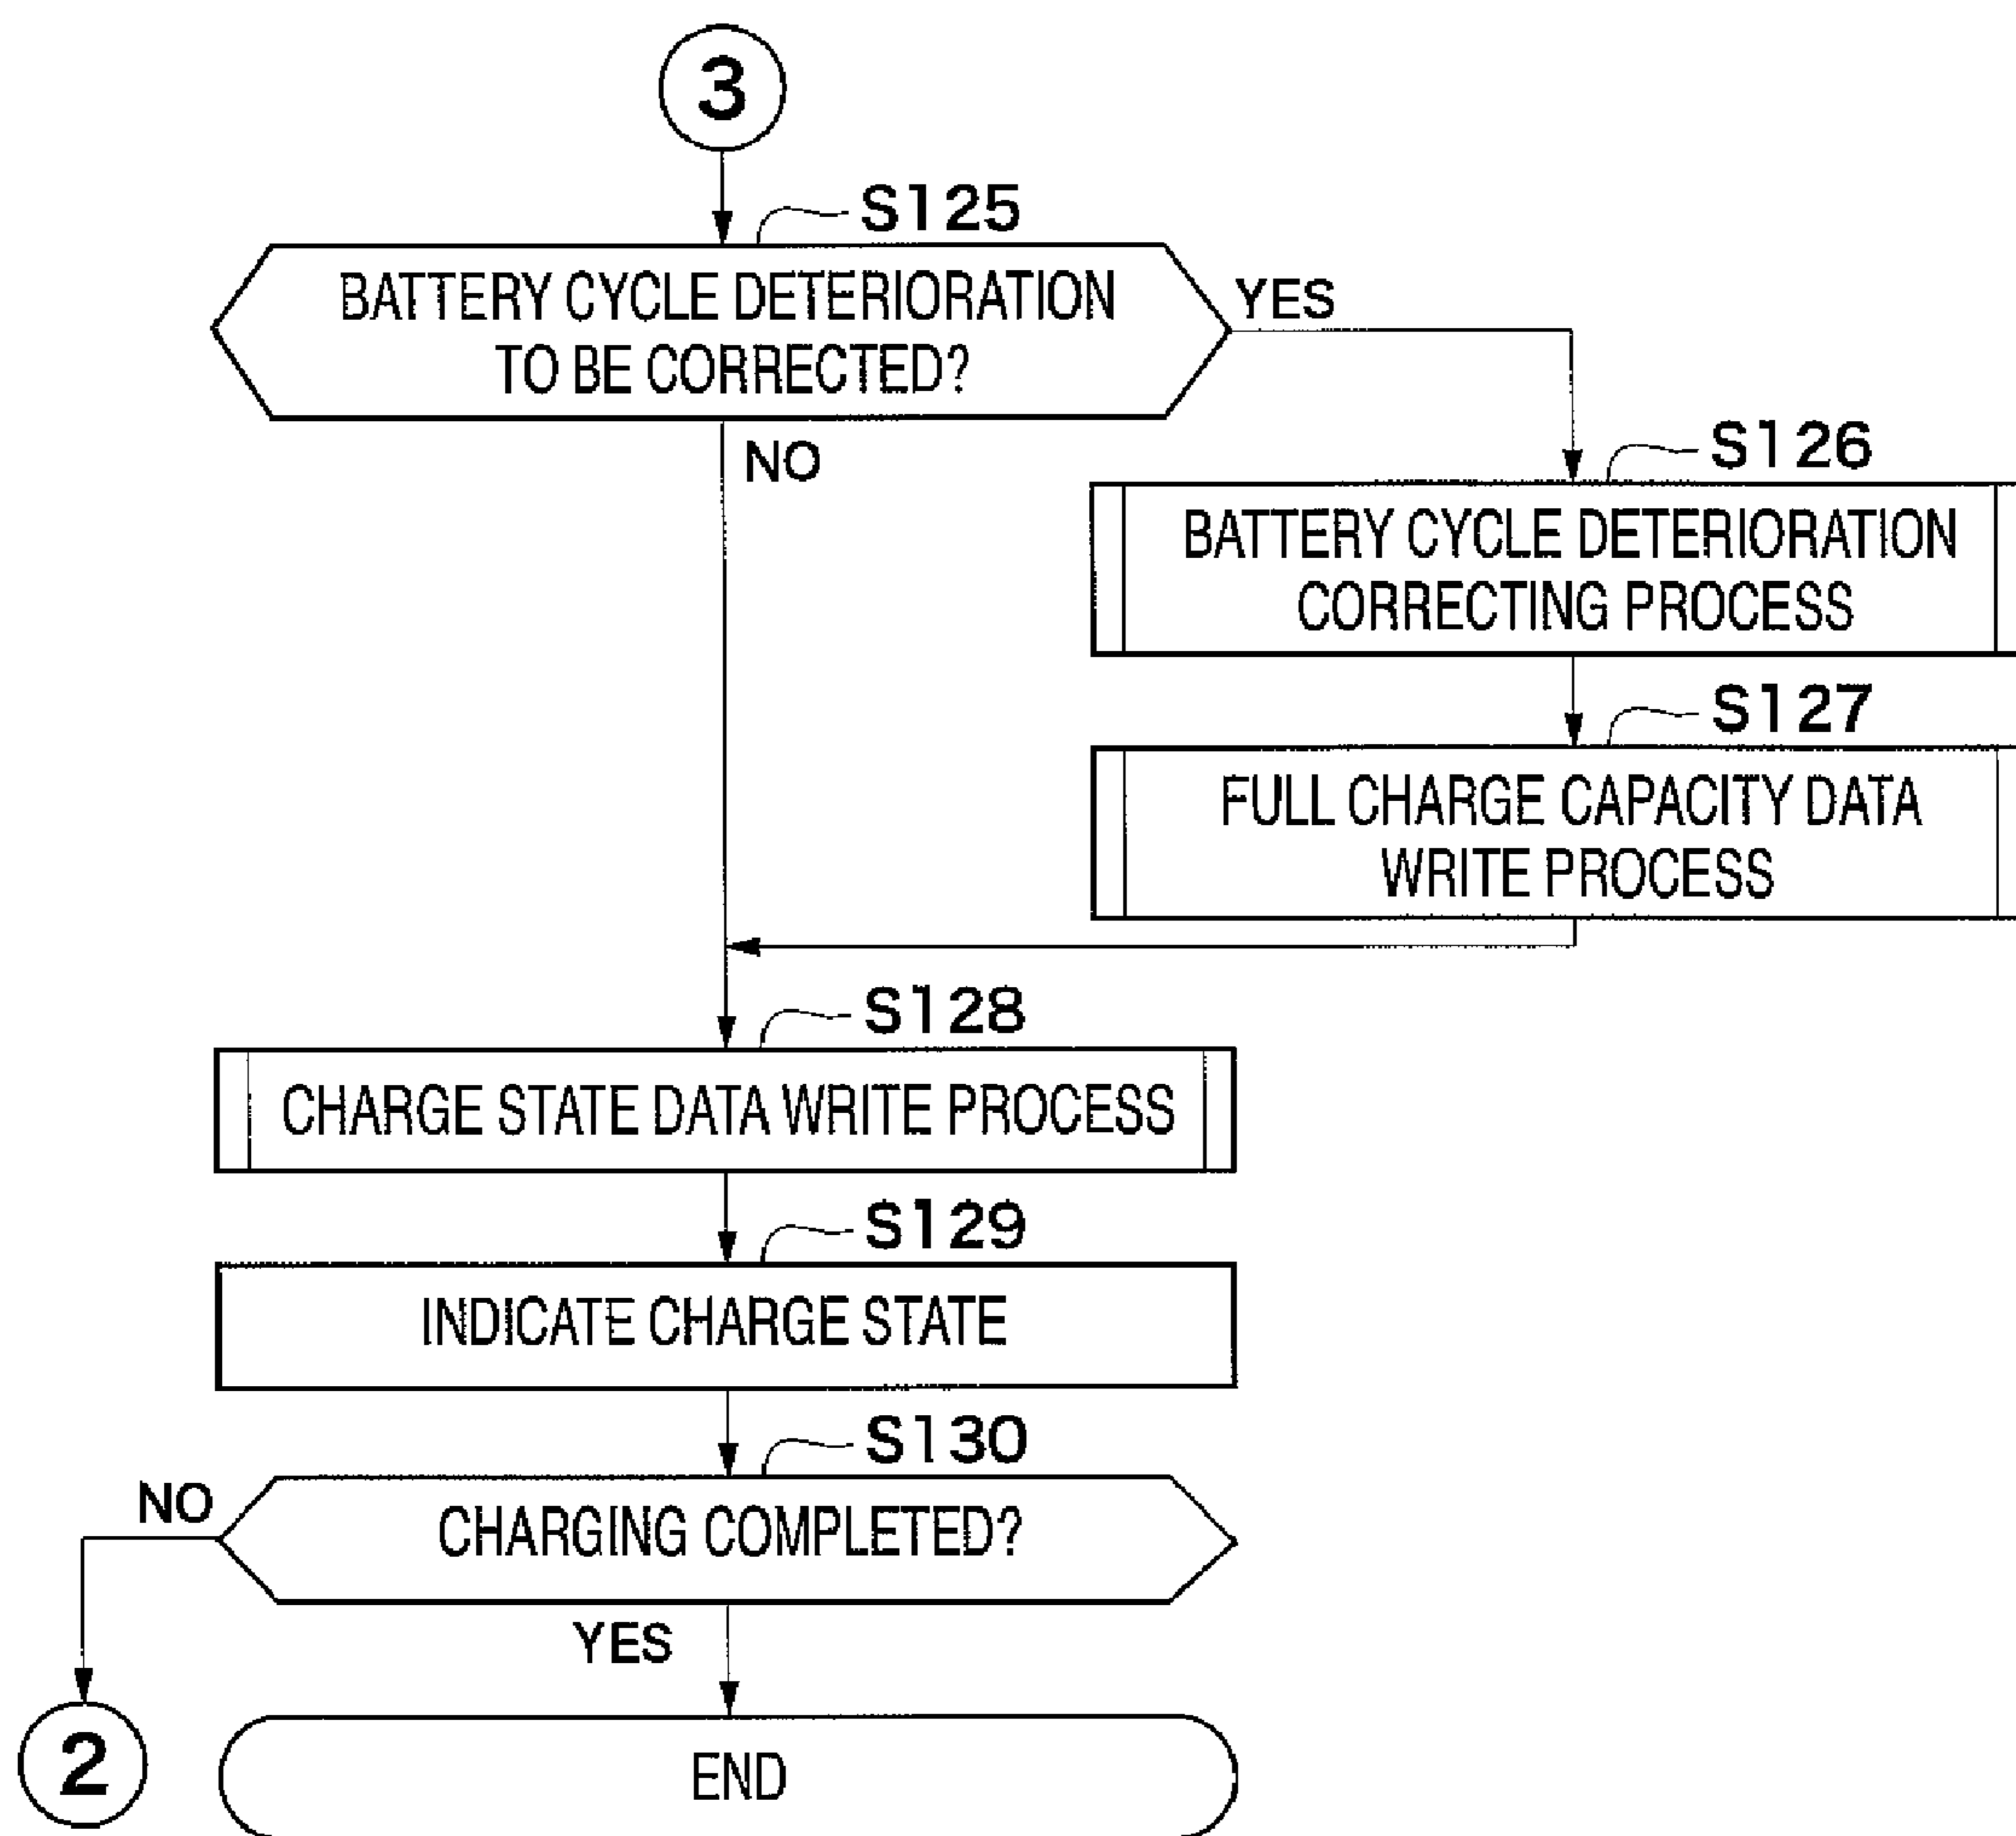 3
S125
BATTERY CYCLE DETERIORATION
TO BE CORRECTED?
YES
NO
S126
BATTERY CYCLE DETERIORATION
CORRECTING PROCESS
S127
FULL CHARGE CAPACITY DATA
WRITE PROCESS
S128
CHARGE STATE DATA WRITE PROCESS
S129
INDICATE CHARGE STATE
S130
NO
CHARGING COMPLETED?
YES
2
END